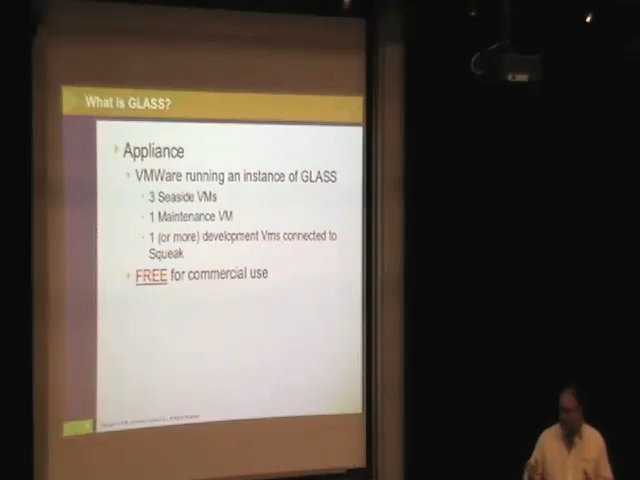 What is GLASS?
Appliance
VMWare running an instance of GLASS
3 Seaside VMs
1 Maintenance VM
1 (or more) development Vms connected to
Squeak
FREE for commercial use